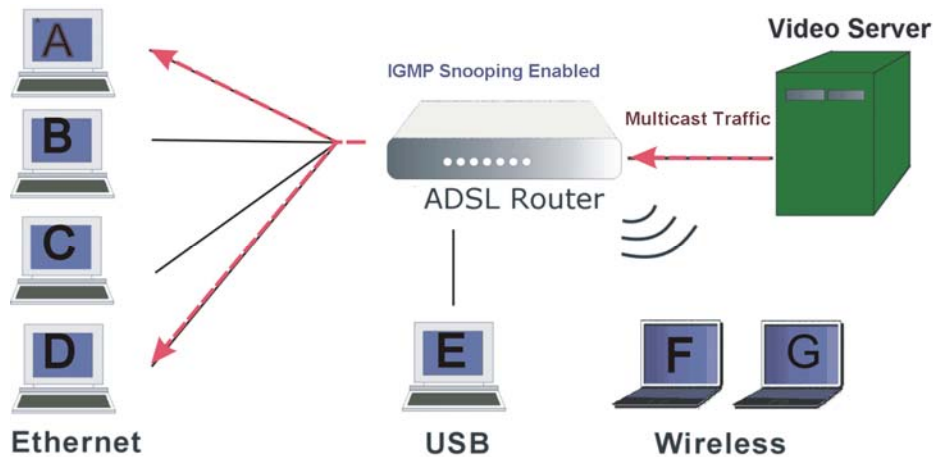 Video Server
A
IGMP Snooping Enabled
Multicast Traffic
B
ADSL Router
C
D
E
F
G
Ethernet
USB
Wireless